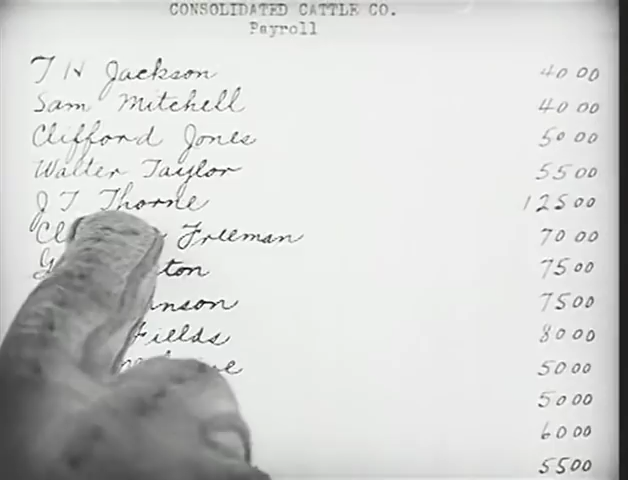 CONSOLIDATED CATTLE CO.
Payroll
T H Jackson 40 00
Sam Mitchell 40 00
Clifford Jones 50 00
Walter Taylor 55 00
J T Thorne 125 00
Freeman 70 00
75 00
75 00
Fields 80 00
50 00
50 00
60 00
55 00